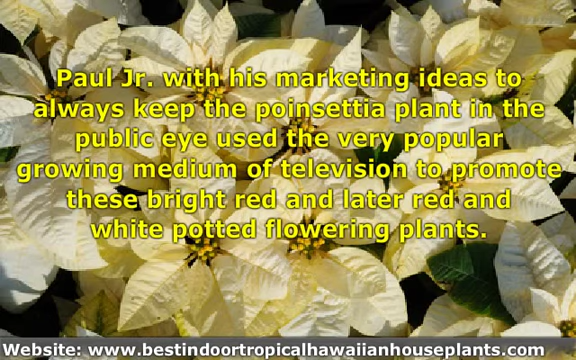 Paul Jr. with his marketing ideas to
always keep the poinsettia plant in the
public eye used the very popular
growing medium of television to promote
these bright red and later red and
white potted flowering plants.
Website: www.bestindoortropicalhawaiianhouseplants.com